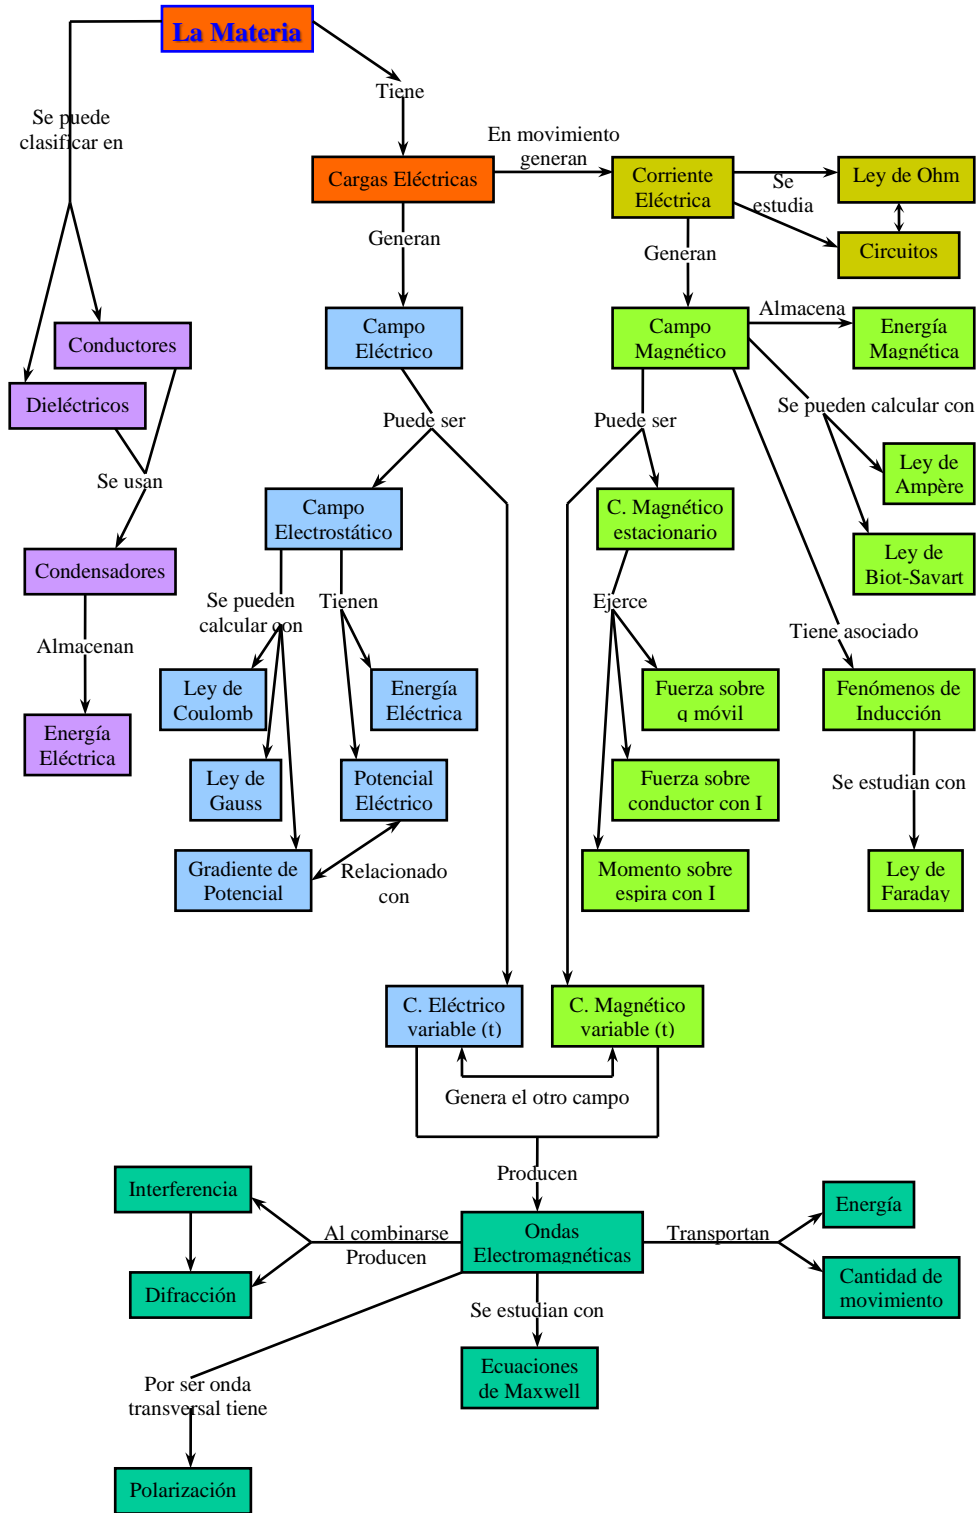 La Materia
Tiene
Se puede
clasificar en
En movimiento
generan
Cargas Eléctricas
Corriente
Eléctrica
Se
estudia
Ley de Ohm
Circuitos
Generan
Generan
Campo
Eléctrico
Campo
Magnético
Almacena
Energía
Magnética
Conductores
Dieléctricos
Se usan
Puede ser
Puede ser
Se pueden calcular con
Ley de
Ampère
Campo
Electrostático
C. Magnético
estacionario
Ley de
Biot-Savart
Condensadores
Se pueden
calcular con
Tienen
Ejerce
Tiene asociado
Almacenan
Ley de
Coulomb
Energía
Eléctrica
Fuerza sobre
q móvil
Fenómenos de
Inducción
Energía
Eléctrica
Ley de
Gauss
Potencial
Eléctrico
Fuerza sobre
conductor con I
Se estudian con
Gradiente de
Potencial
Relacionado
con
Momento sobre
espira con I
Ley de
Faraday
C. Eléctrico
variable (t)
C. Magnético
variable (t)
Genera el otro campo
Producen
Interferencia
Al combinarse
Producen
Ondas
Electromagnéticas
Transportan
Energía
Difracción
Cantidad de
movimiento
Se estudian con
Ecuaciones
de Maxwell
Por ser onda
transversal tiene
Polarización